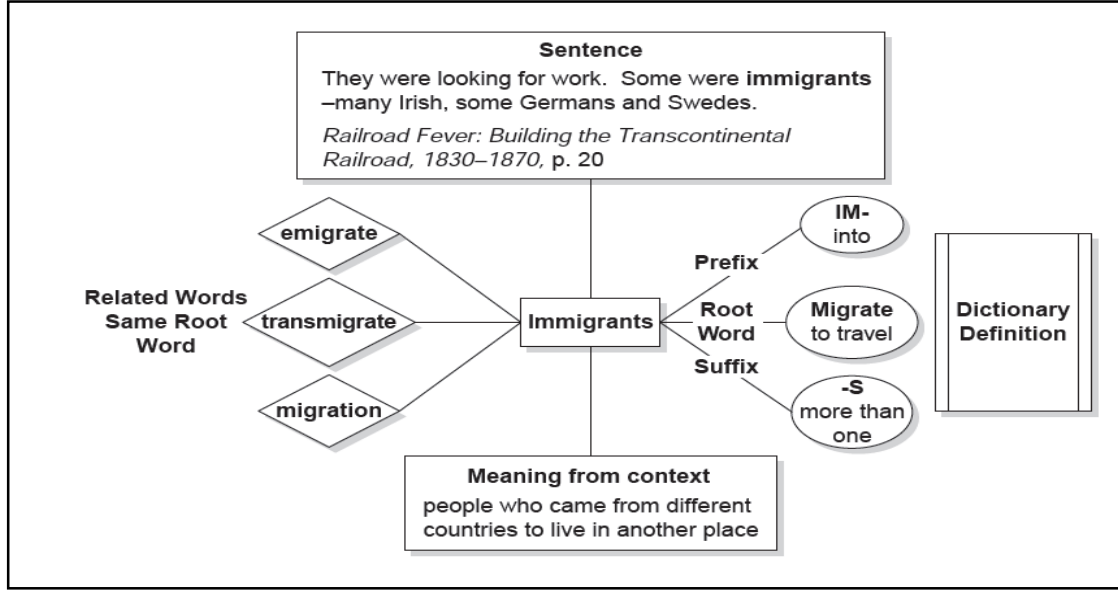 Sentence
They were looking for work.  Some were immigrants
–many Irish, some Germans and Swedes.
Railroad Fever: Building the Transcontinental
Railroad, 1830–1870, p. 20
emigrate
Related Words
Same Root
Word
transmigrate
migration
Immigrants
Prefix
IM-
into
Root
Word
Migrate
to travel
Suffix
-S
more than
one
Dictionary
Definition
Meaning from context
people who came from different
countries to live in another place